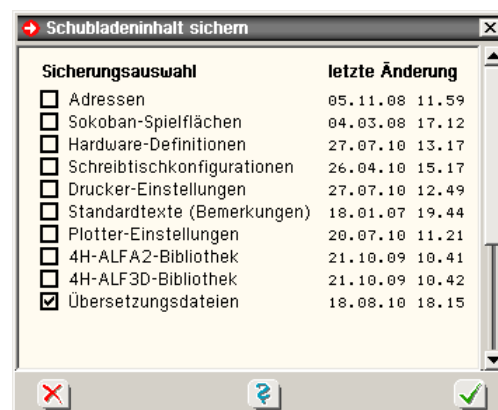 Schubladeninhalt sichern
Sicherungsauswahl letzte Änderung
Adressen 05.11.08 11.59
Sokoban-Spielflächen 04.03.08 17.12
Hardware-Definitionen 27.07.10 13.17
Schreibtischkonfigurationen 26.04.10 15.17
Drucker-Einstellungen 27.07.10 12.49
Standardtexte (Bemerkungen) 18.01.07 19.44
Plotter-Einstellungen 20.07.10 11.21
4H-ALFA2-Bibliothek 21.10.09 10.41
4H-ALF3D-Bibliothek 21.10.09 10.42
Übersetzungsdateien 18.08.10 18.15